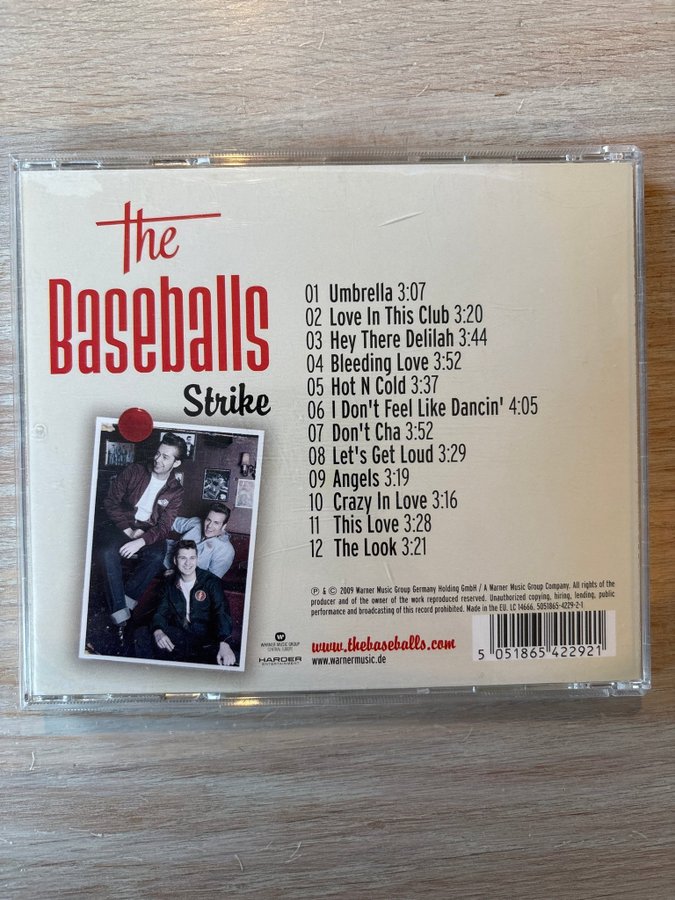 the
Baseballs
Strike
01 Umbrella 3:07
02 Love In This Club 3:20
03 Hey There Delilah 3:44
04 Bleeding Love 3:52
05 Hot N Cold 3:37
06 I Don't Feel Like Dancin' 4:05
07 Don't Cha 3:52
08 Let's Get Loud 3:29
09 Angels 3:19
10 Crazy In Love 3:16
11 This Love 3:28
12 The Look 3:21
℗ & © 2009 Warner Music Group Germany Holding GmbH / A Warner Music Group Company. All rights of the
producer and of the owner of the work reproduced reserved. Unauthorized copying, hiring, lending, public
performance and broadcasting of this record prohibited. Made in the EU. LC 14666. 5051865-4229-2-1
WARNER MUSIC GROUP
CENTRAL EUROPE
HARDER
ENTERTAINMENT
www.thebaseballs.com
www.warnermusic.de
5 051865 422921